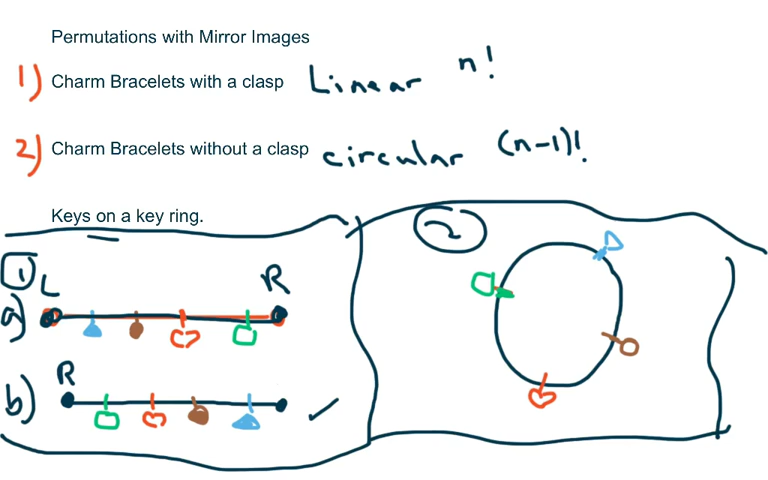 Permutations with Mirror Images
1) Charm Bracelets with a clasp Linear n!
2) Charm Bracelets without a clasp circular (n-1)!
Keys on a key ring.
1 2
L R
a)
R
b)